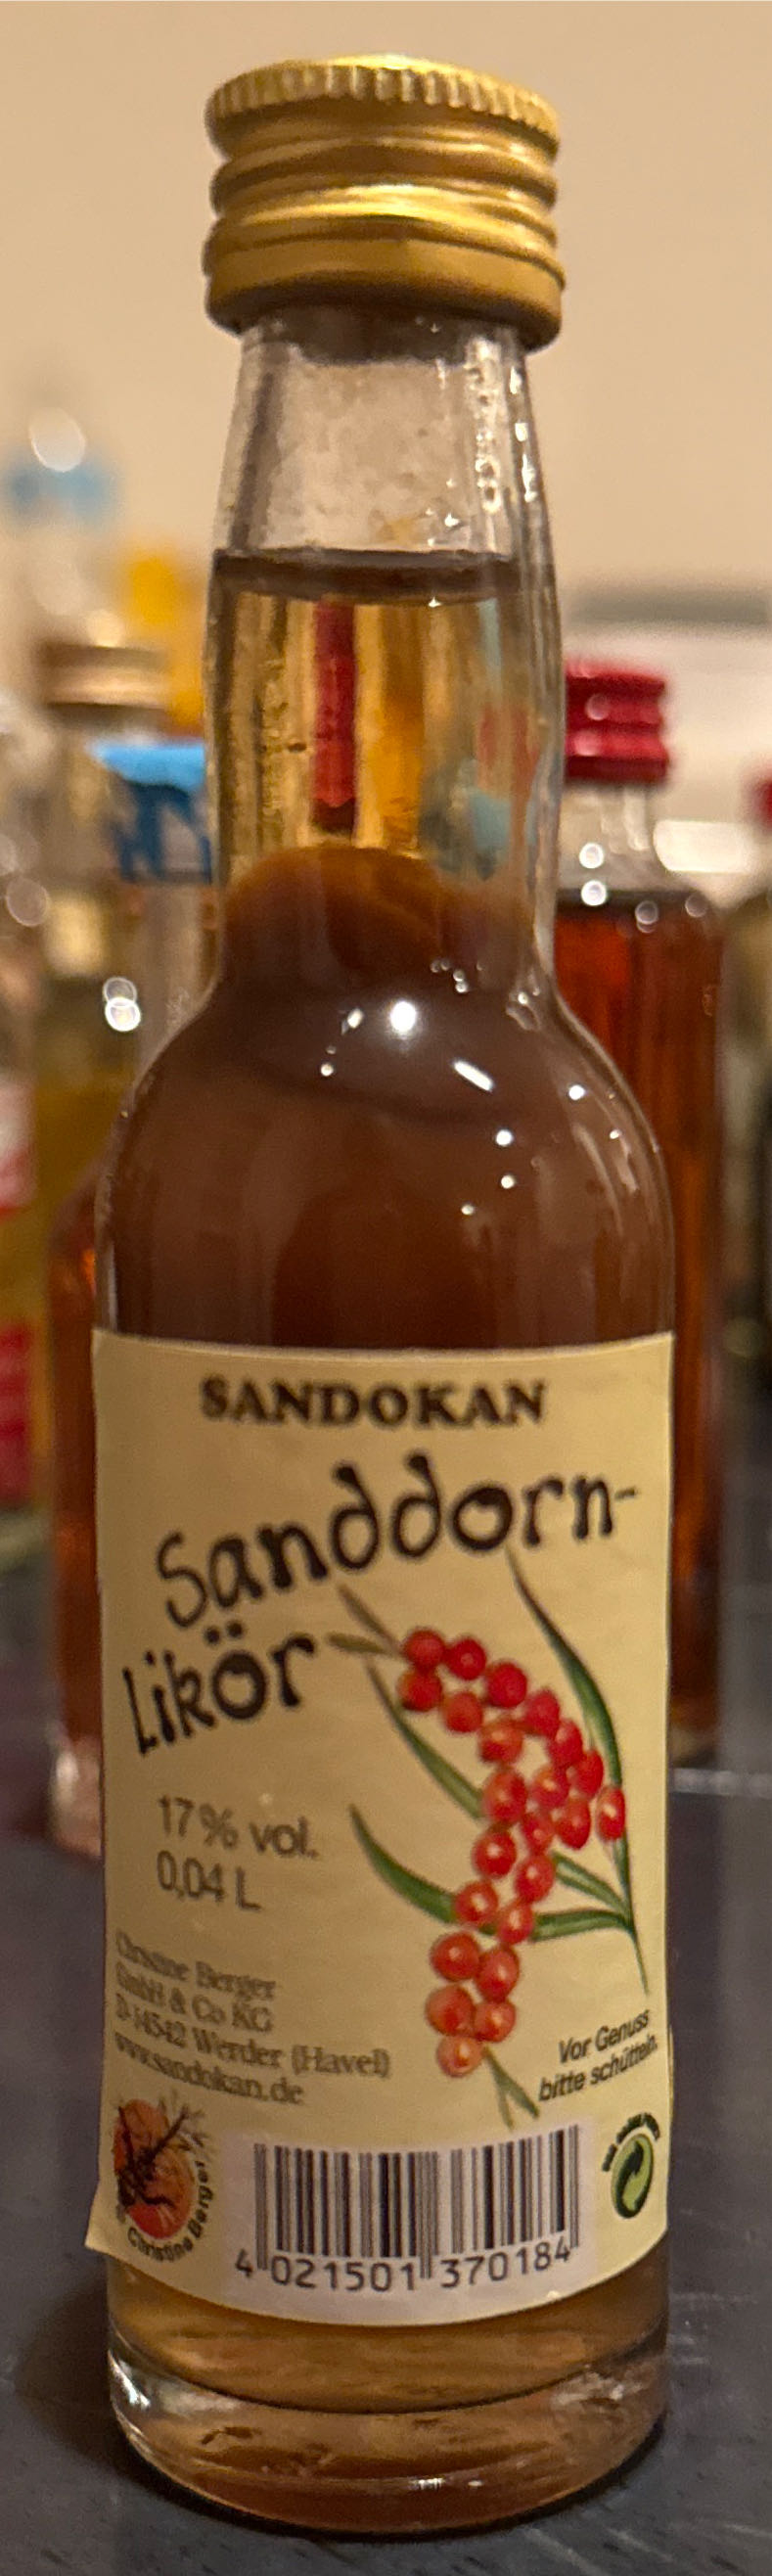 SANDOKAN
Sanddorn-
Likör
17% vol.
0,04 L
Christine Berger
GmbH & Co KG
D-14542 Werder (Havel)
www.sandokan.de
Vor Genuss
bitte schütteln.
Christine Berger
4 021501 370184